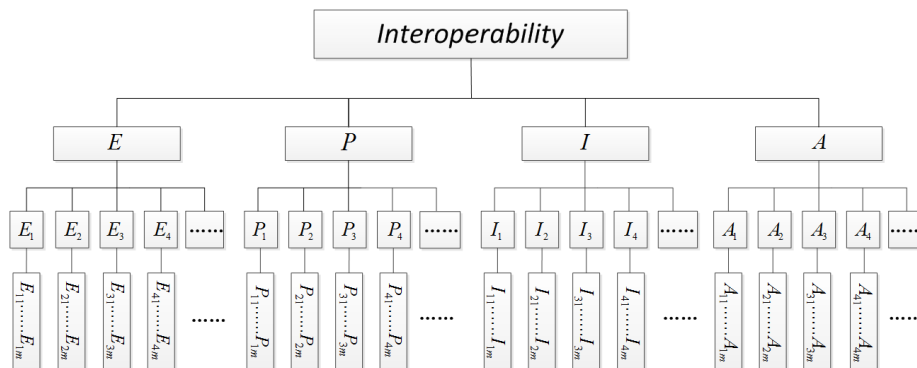 Interoperability
E P I A
E₁ E₂ E₃ E₄ ...... P₁ P₂ P₃ P₄ ...... I₁ I₂ I₃ I₄ ...... A₁ A₂ A₃ A₄ ......
E₁₁......E₁ₘ E₂₁......E₂ₘ E₃₁......E₃ₘ E₄₁......E₄ₘ ...... P₁₁......P₁ₘ P₂₁......P₂ₘ P₃₁......P₃ₘ P₄₁......P₄ₘ ...... I₁₁......I₁ₘ I₂₁......I₂ₘ I₃₁......I₃ₘ I₄₁......I₄ₘ ...... A₁₁......A₁ₘ A₂₁......A₂ₘ A₃₁......A₃ₘ A₄₁......A₄ₘ ......